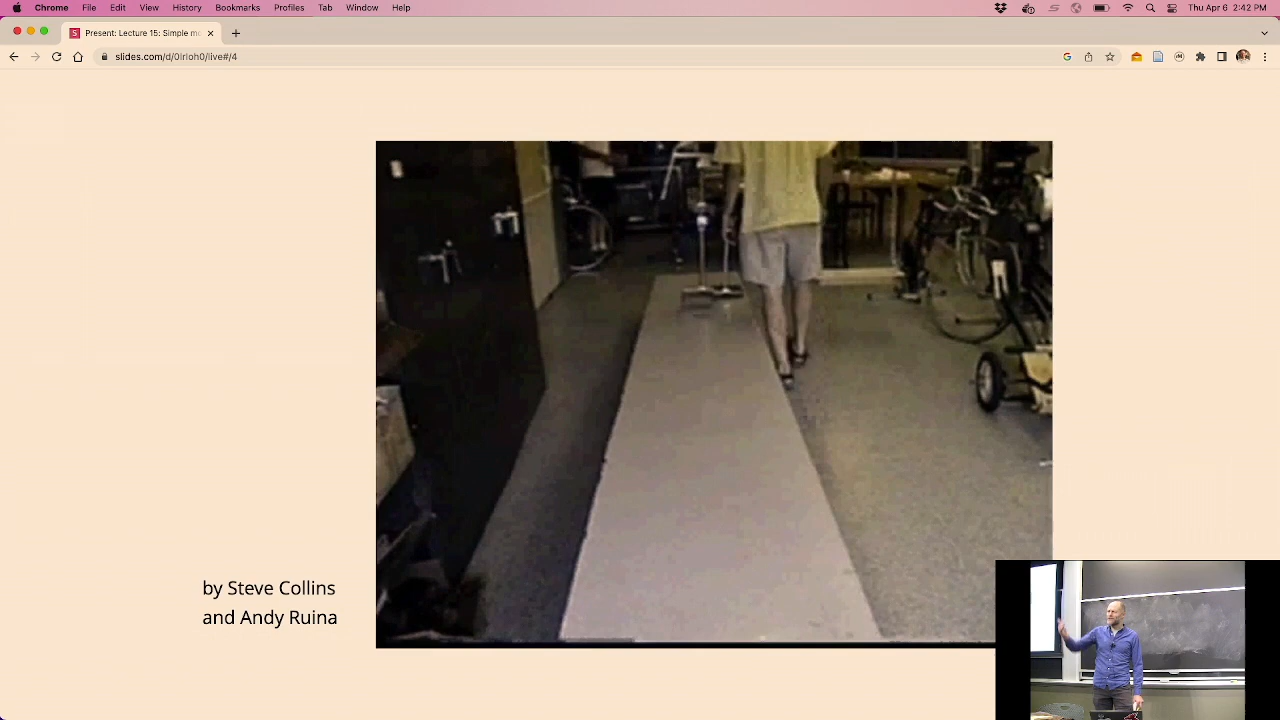 Chrome File Edit View History Bookmarks Profiles Tab Window Help Thu Apr 6 2:42 PM
Present: Lecture 15: Simple m
slides.com/d/0lrloh0/live#/4
by Steve Collins
and Andy Ruina